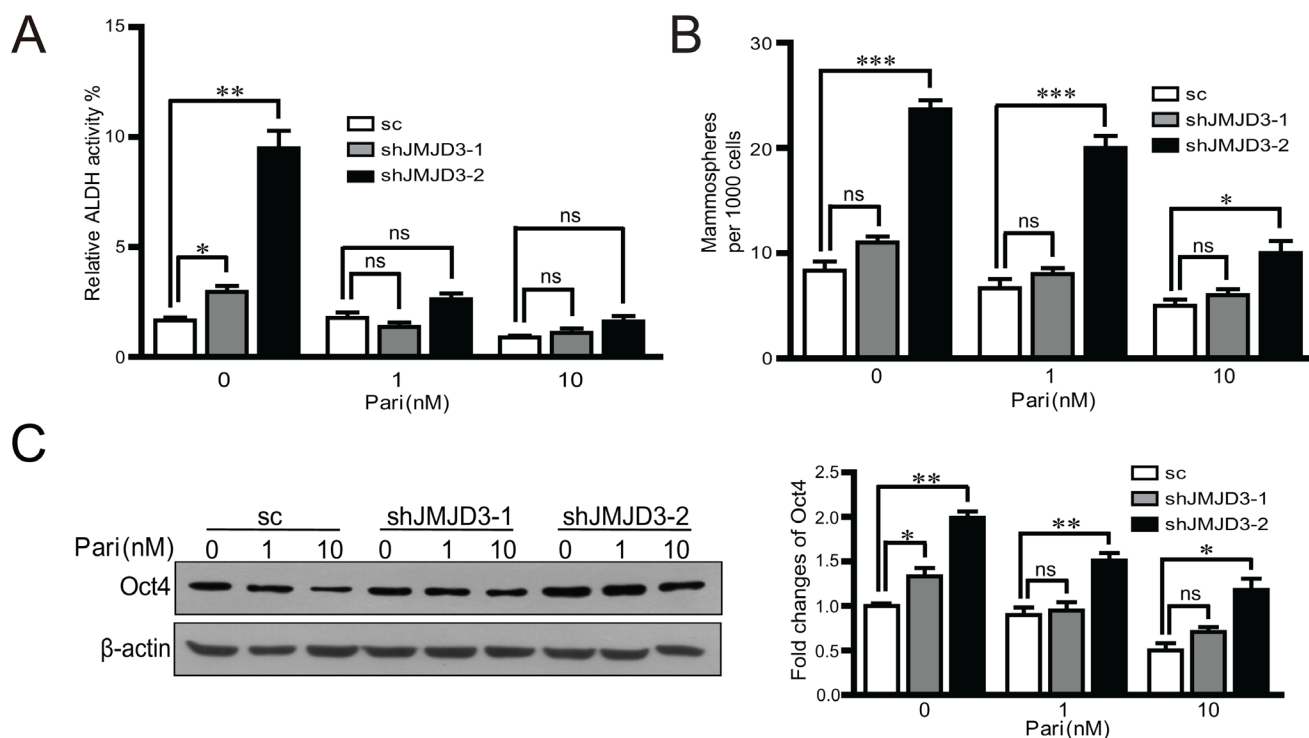 A
Relative ALDH activity %
15
10
5
0
**
*
ns
ns
ns
ns
sc
shJMJD3-1
shJMJD3-2
0 1 10
Pari(nM)
B
Mammospheres
per 1000 cells
30
20
10
0
***
ns
***
ns
*
ns
sc
shJMJD3-1
shJMJD3-2
0 1 10
Pari(nM)
C
sc shJMJD3-1 shJMJD3-2
Pari(nM) 0 1 10 0 1 10 0 1 10
Oct4
β-actin
Fold changes of Oct4
2.5
2.0
1.5
1.0
0.5
0.0
**
*
**
ns
*
ns
sc
shJMJD3-1
shJMJD3-2
0 1 10
Pari(nM)